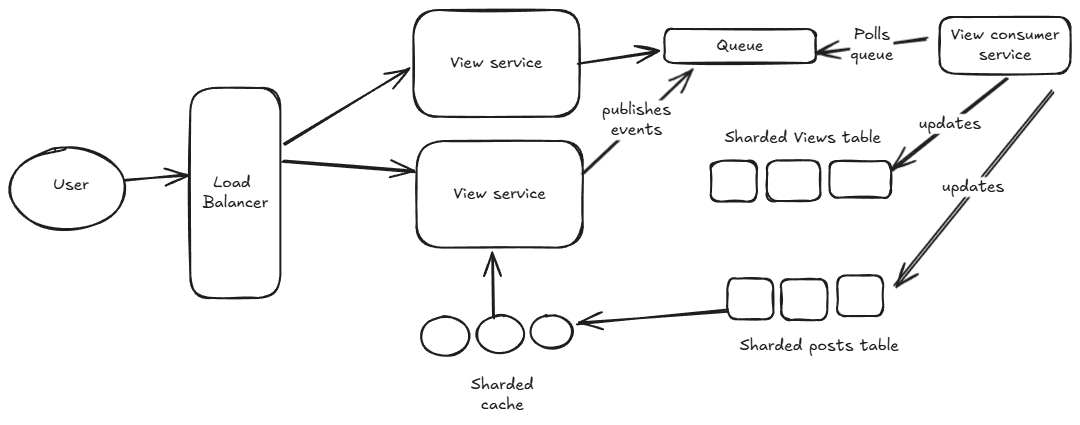 View service
Queue
Polls
queue
View consumer
service
publishes
events
Sharded Views table
updates
User
Load
Balancer
View service
updates
Sharded posts table
Sharded
cache